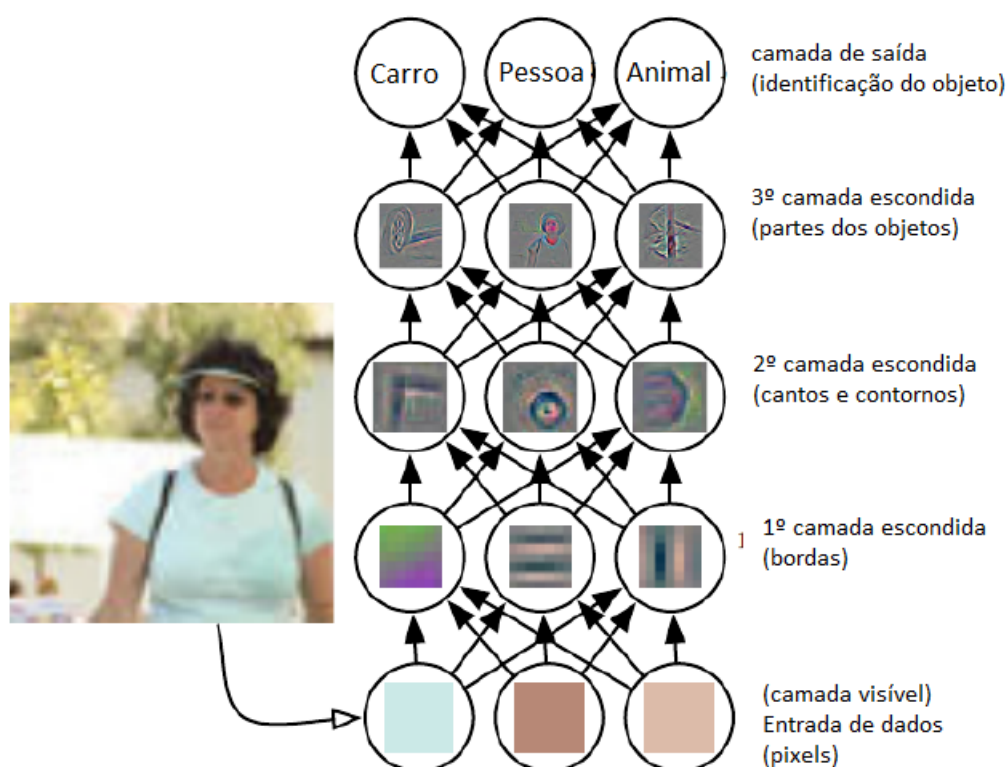 Carro Pessoa Animal
camada de saída
(identificação do objeto)
3º camada escondida
(partes dos objetos)
2º camada escondida
(cantos e contornos)
1º camada escondida
(bordas)
(camada visível)
Entrada de dados
(pixels)